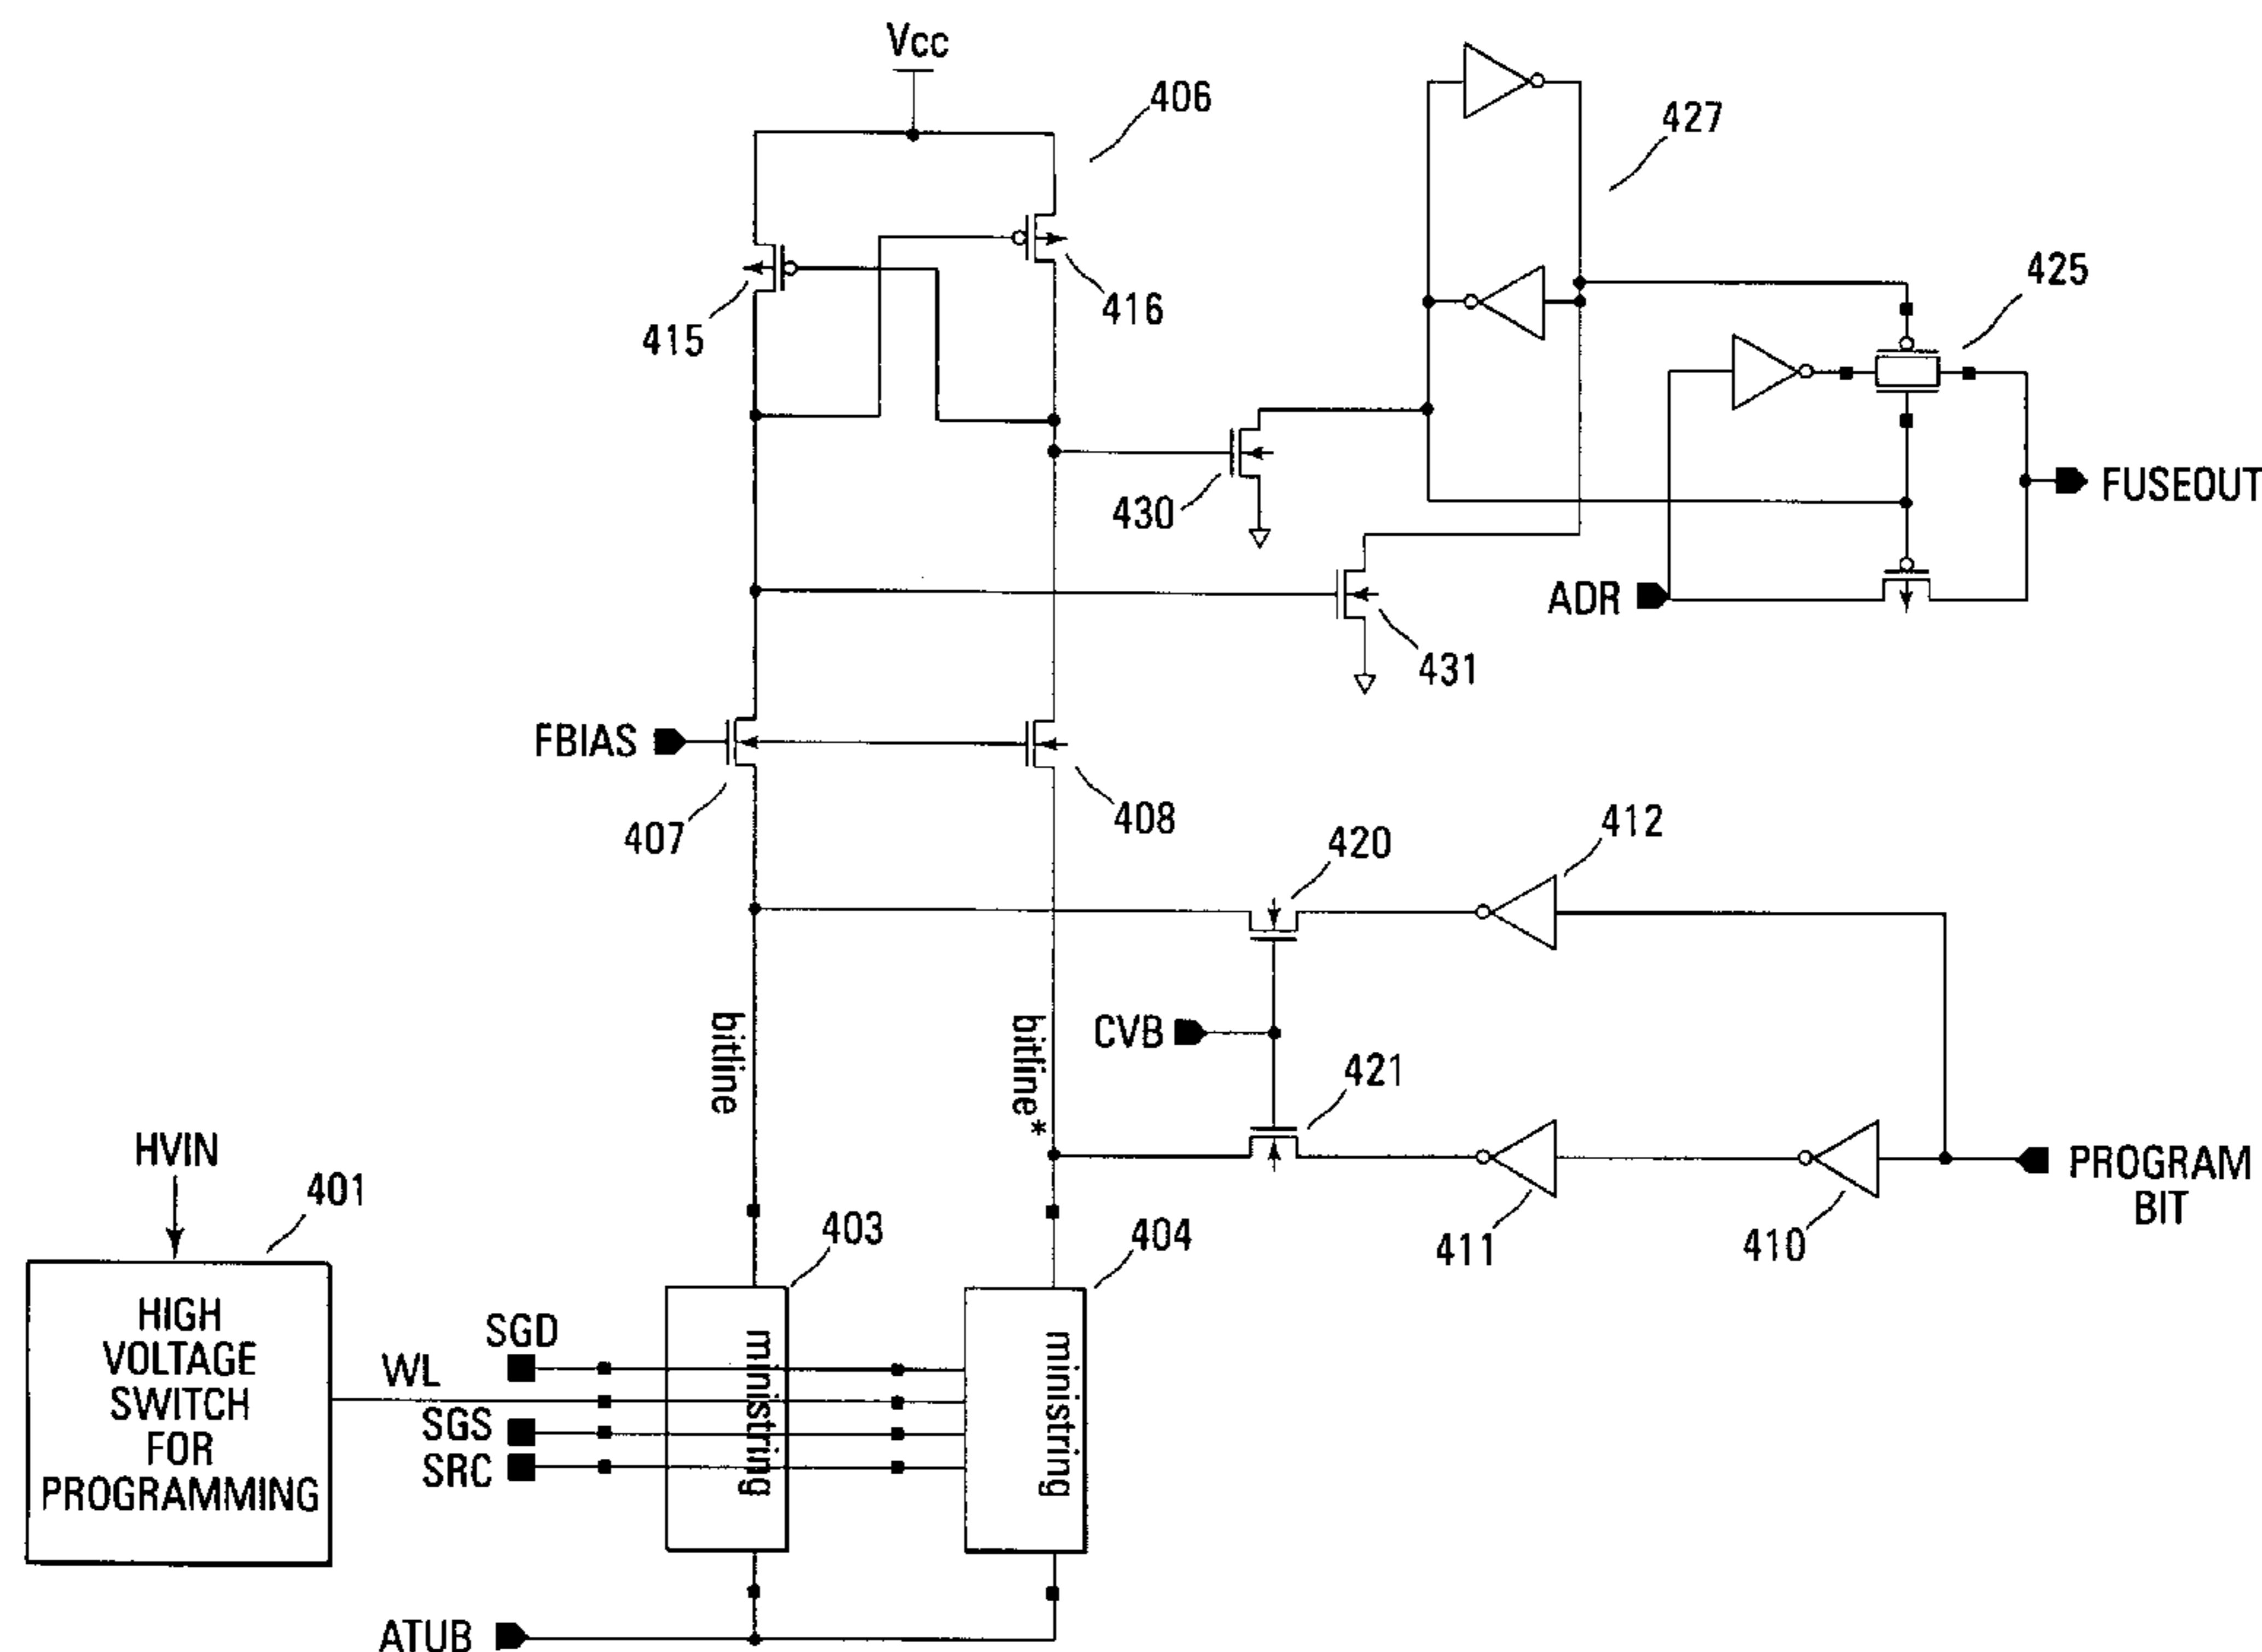 Vcc
406
427
425
415
416
430
FUSEOUT
ADR
431
FBIAS
407
408
412
420
bitline
bitline*
CVB
421
PROGRAM
BIT
411
410
HVIN
401
403
404
HIGH
VOLTAGE
SWITCH
FOR
PROGRAMMING
SGD
WL
SGS
SRC
ministring
ministring
ATUB